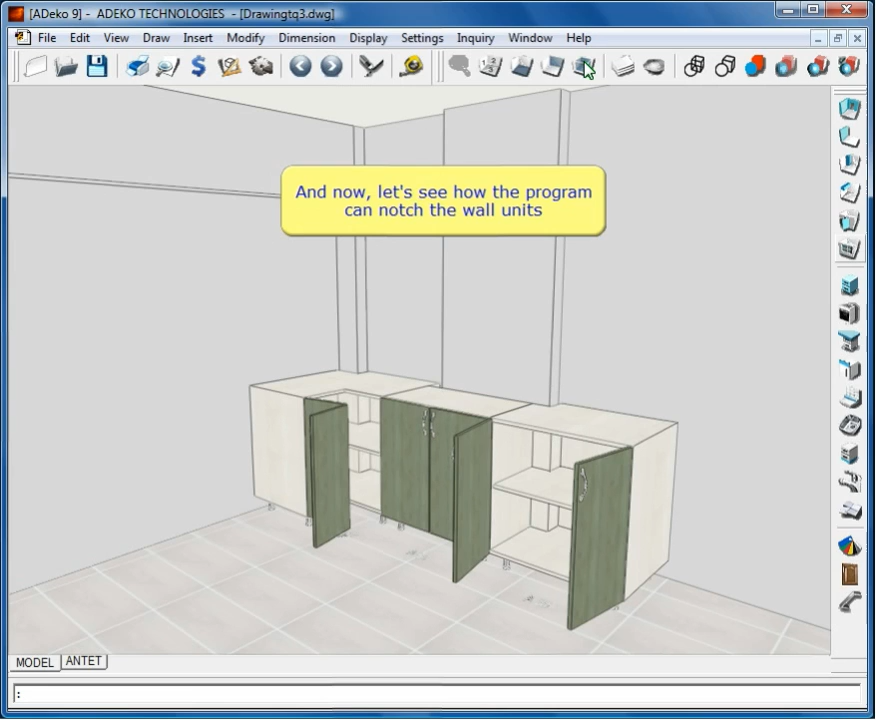 [ADeko 9] - ADEKO TECHNOLOGIES - [Drawingtq3.dwg]
File Edit View Draw Insert Modify Dimension Display Settings Inquiry Window Help
And now, let's see how the program
can notch the wall units
MODEL ANTET
: